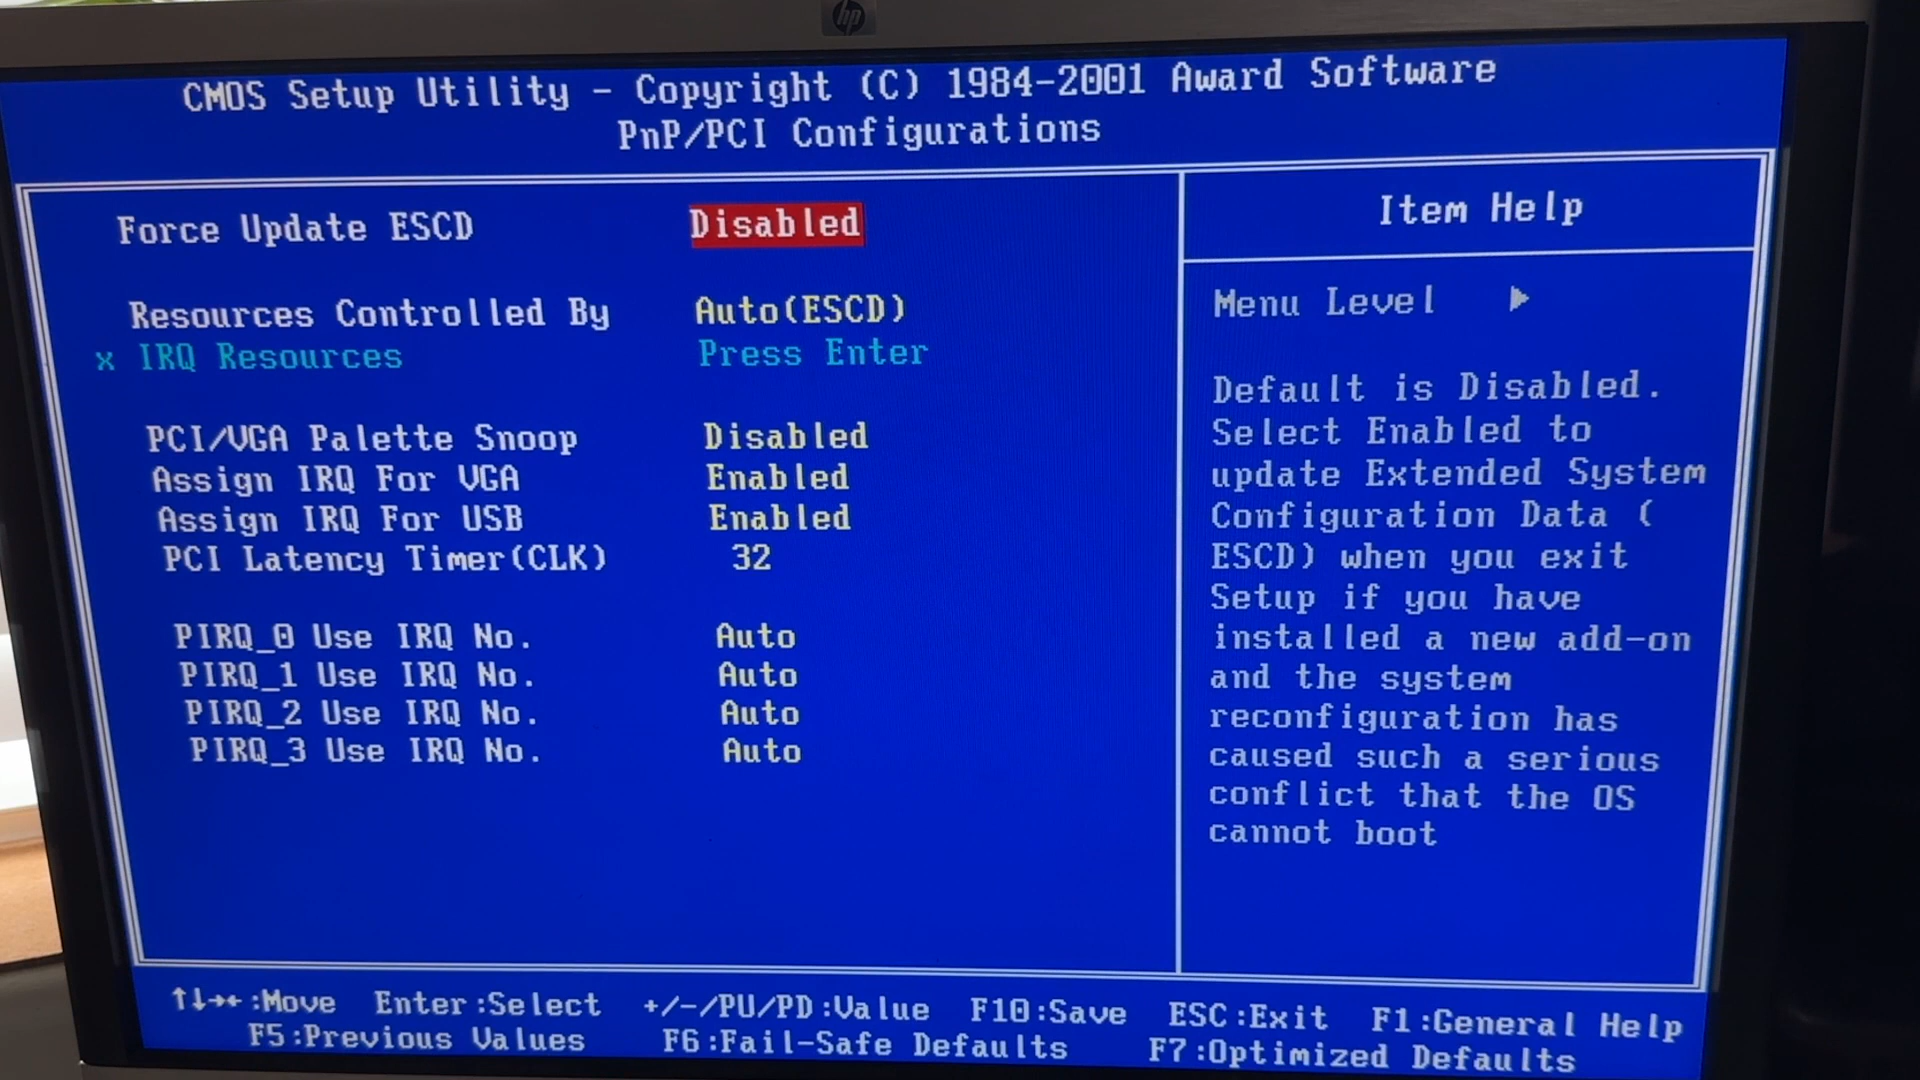 hp
CMOS Setup Utility - Copyright (C) 1984-2001 Award Software
PnP/PCI Configurations
Force Update ESCD Disabled
Resources Controlled By Auto(ESCD)
x IRQ Resources Press Enter
PCI/VGA Palette Snoop Disabled
Assign IRQ For VGA Enabled
Assign IRQ For USB Enabled
PCI Latency Timer(CLK) 32
PIRQ_0 Use IRQ No. Auto
PIRQ_1 Use IRQ No. Auto
PIRQ_2 Use IRQ No. Auto
PIRQ_3 Use IRQ No. Auto
Item Help
Menu Level ▶
Default is Disabled.
Select Enabled to
update Extended System
Configuration Data (
ESCD) when you exit
Setup if you have
installed a new add-on
and the system
reconfiguration has
caused such a serious
conflict that the OS
cannot boot
↑↓→←:Move Enter:Select +/-/PU/PD:Value F10:Save ESC:Exit F1:General Help
F5:Previous Values F6:Fail-Safe Defaults F7:Optimized Defaults